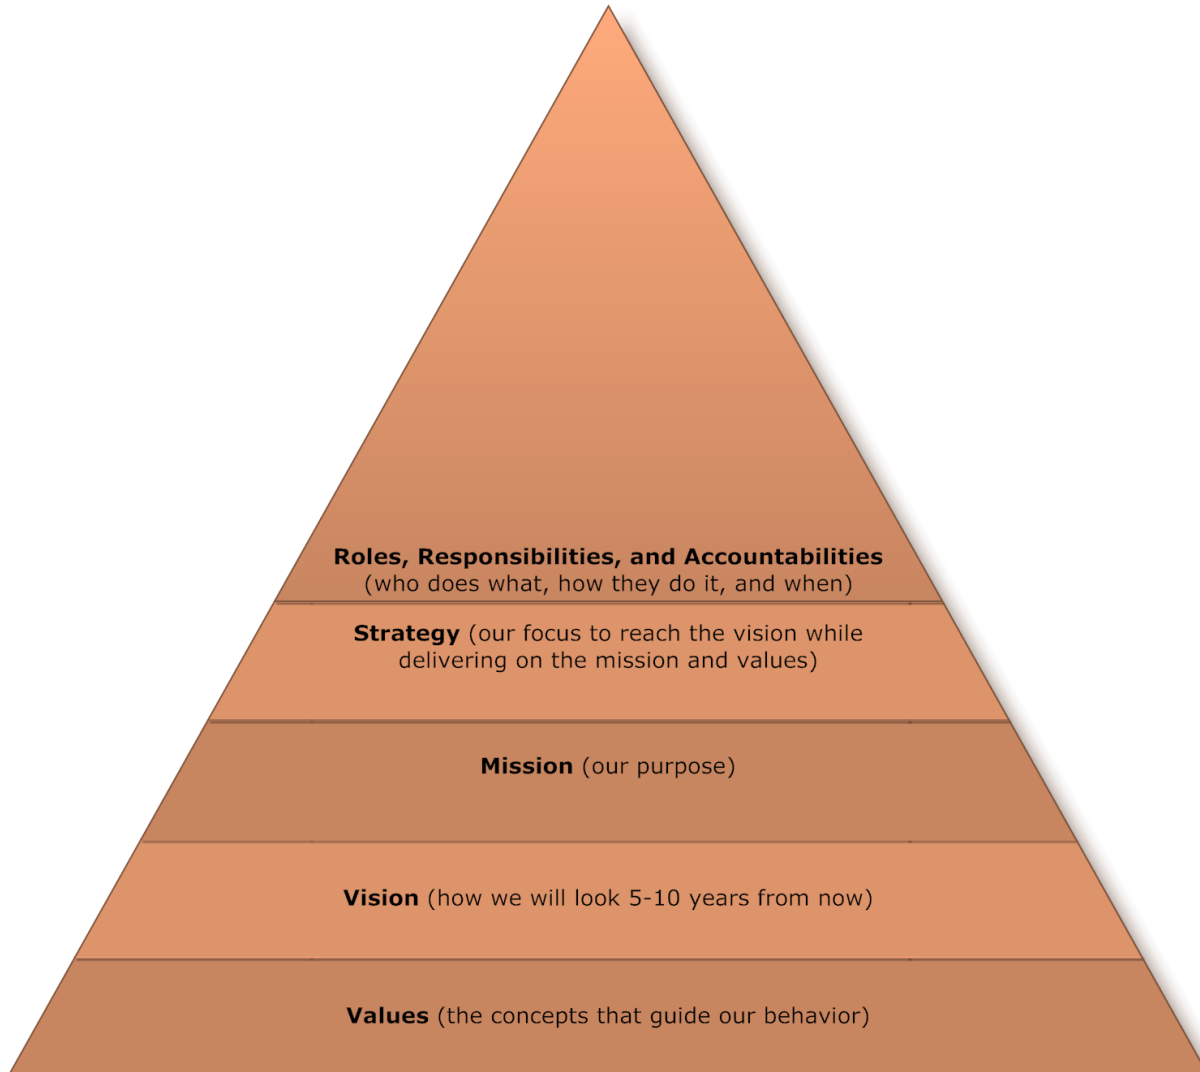 Roles, Responsibilities, and Accountabilities
(who does what, how they do it, and when)
Strategy (our focus to reach the vision while
delivering on the mission and values)
Mission (our purpose)
Vision (how we will look 5-10 years from now)
Values (the concepts that guide our behavior)